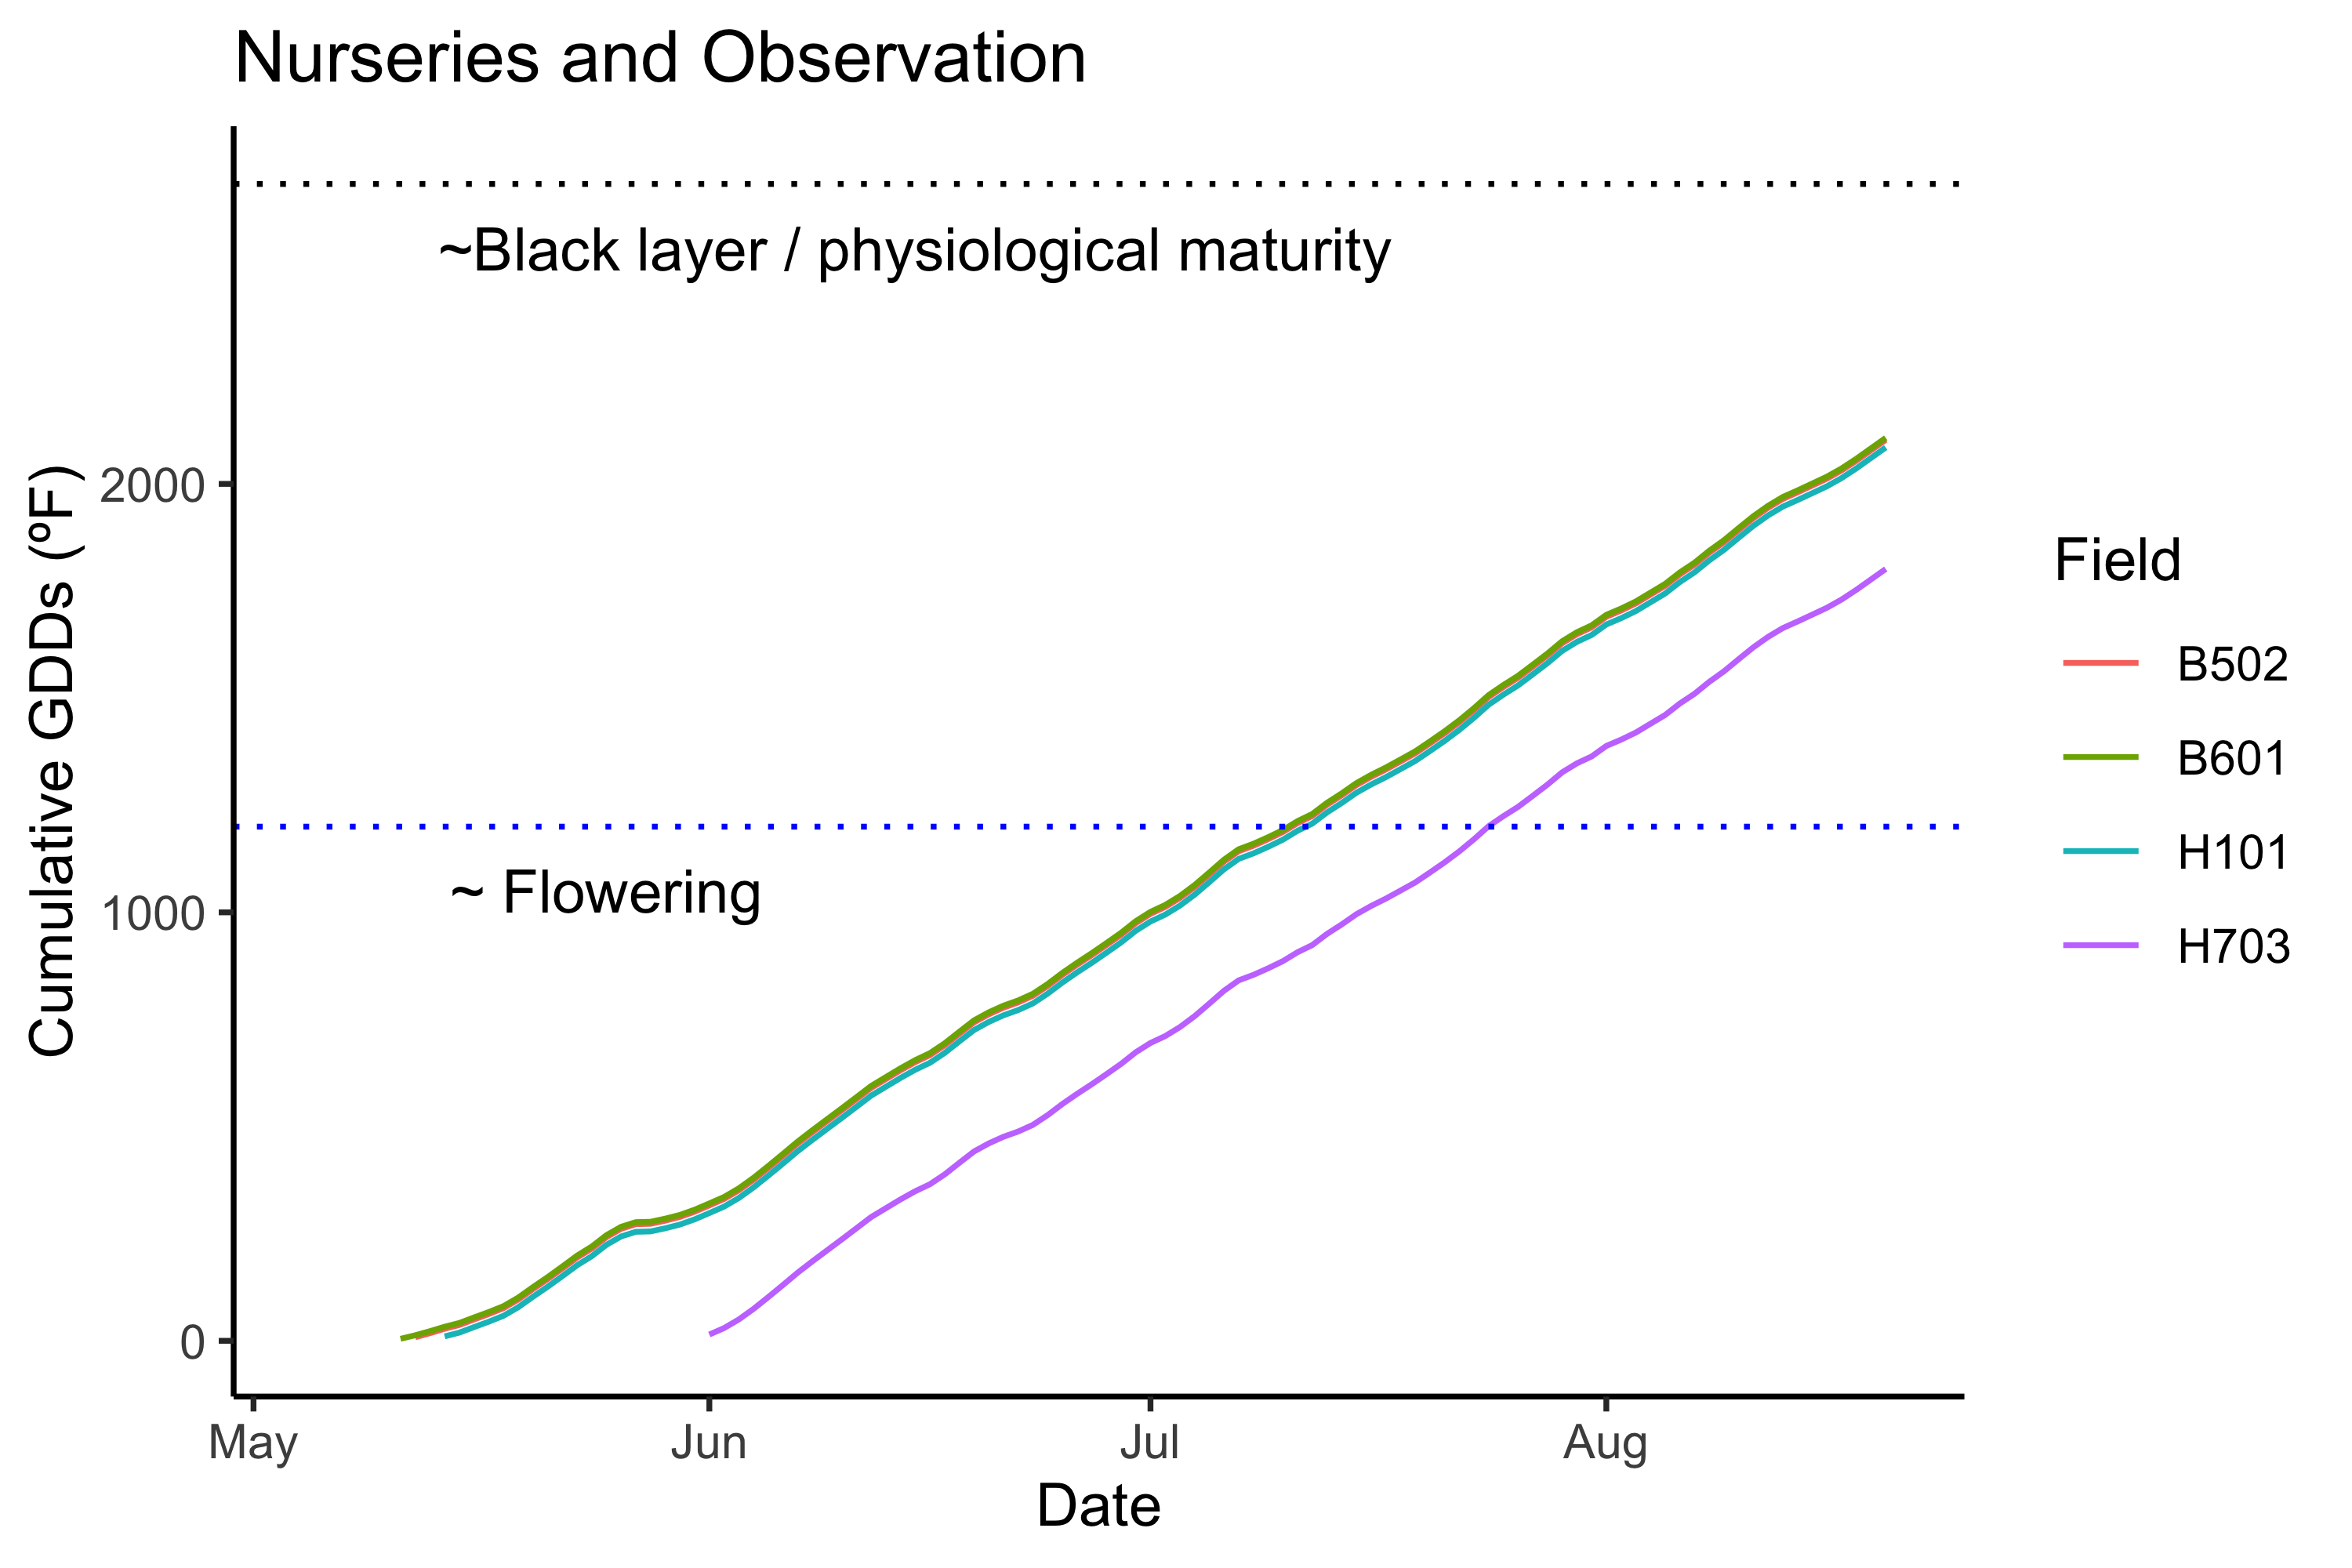 Nurseries and Observation
~Black layer / physiological maturity
~ Flowering
Cumulative GDDs (ºF)
2000
1000
0
May
Jun
Jul
Aug
Date
Field
B502
B601
H101
H703